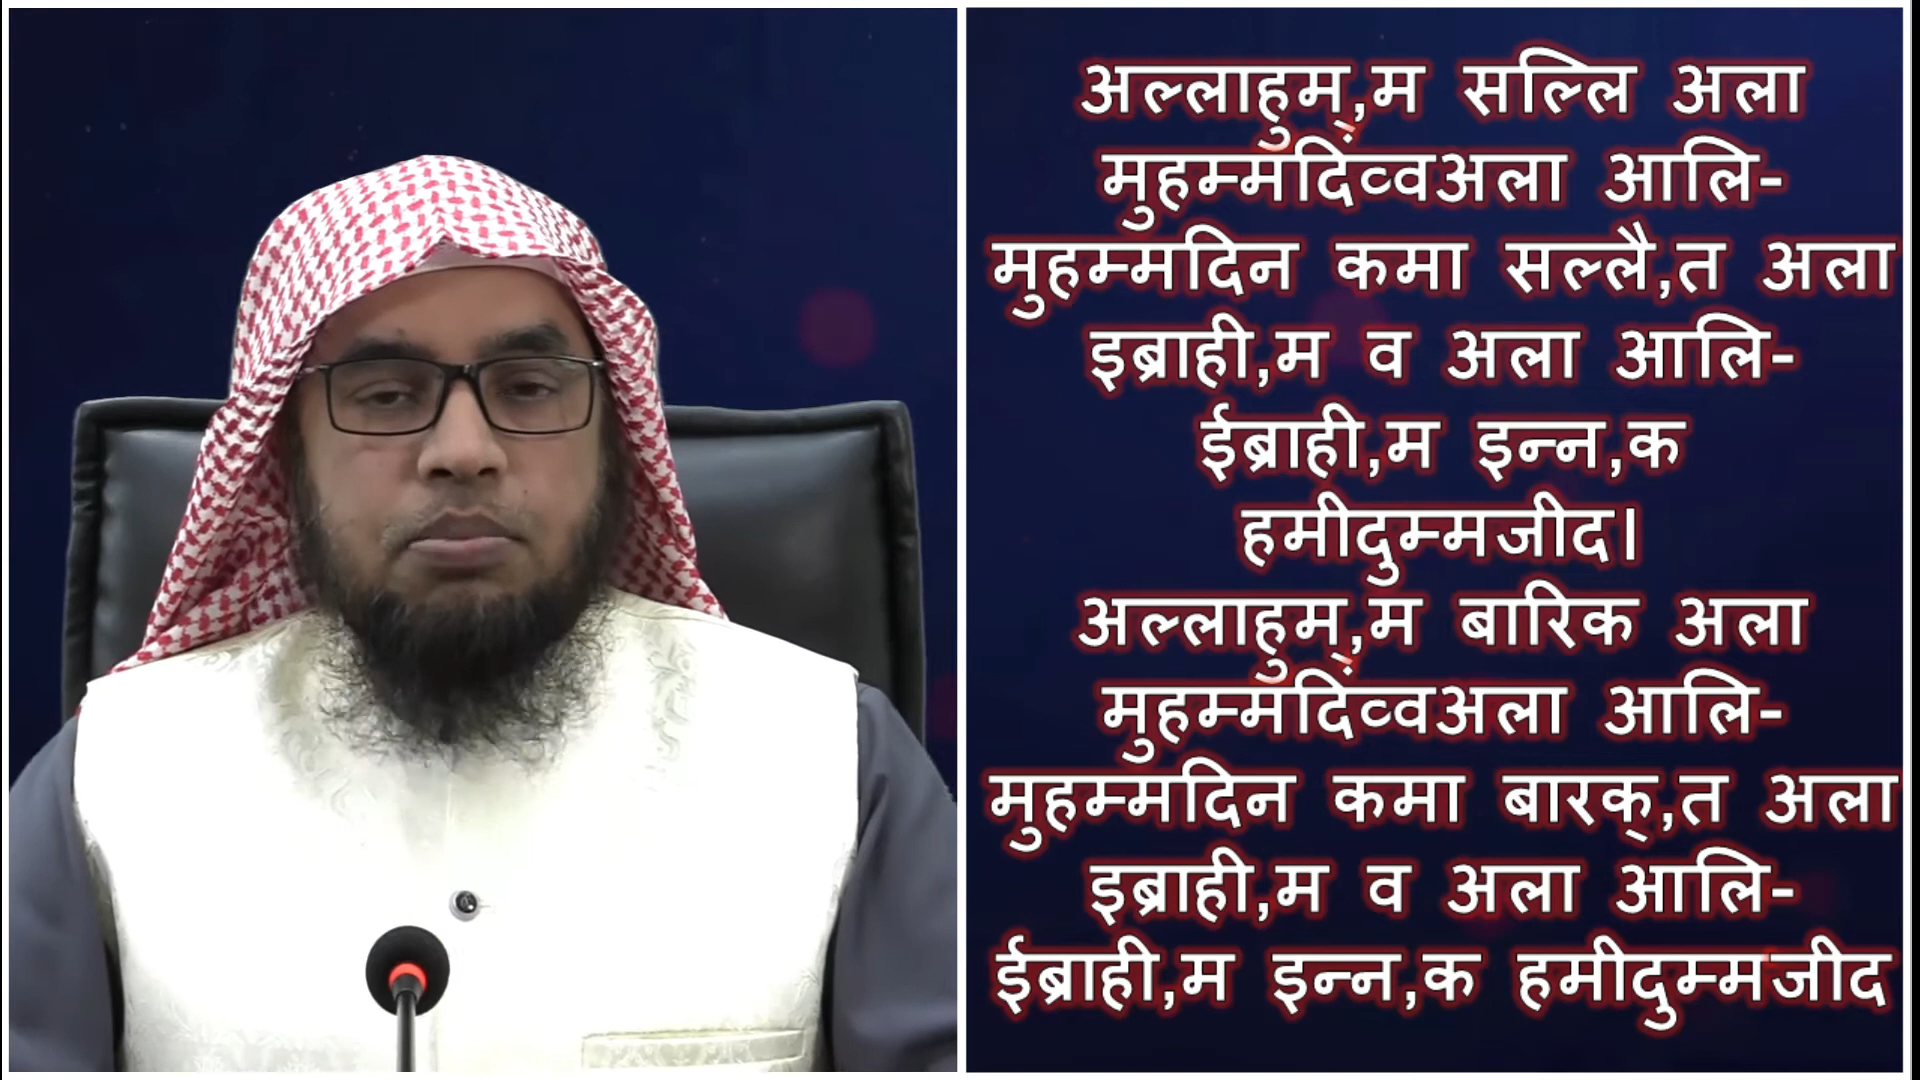 अल्लाहुम्,म सल्लि अला
मुहम्मदिंव्वअला आलि-
मुहम्मदिन कमा सल्लै,त अला
इब्राही,म व अला आलि-
ईब्राही,म इन्न,क
हमीदुम्मजीद।
अल्लाहुम्,म बारिक अला
मुहम्मदिंव्वअला आलि-
मुहम्मदिन कमा बारक्,त अला
इब्राही,म व अला आलि-
ईब्राही,म इन्न,क हमीदुम्मजीद